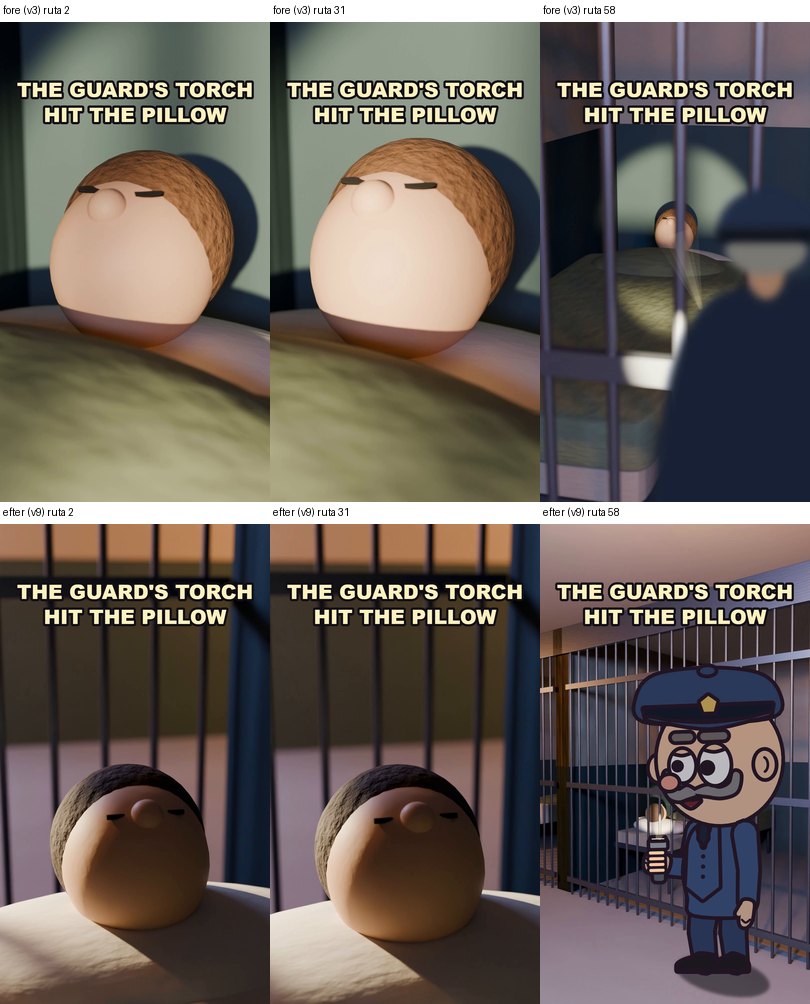 fore (v3) ruta 2
fore (v3) ruta 31
fore (v3) ruta 58
THE GUARD'S TORCH
HIT THE PILLOW
THE GUARD'S TORCH
HIT THE PILLOW
THE GUARD'S TORCH
HIT THE PILLOW
efter (v9) ruta 2
efter (v9) ruta 31
efter (v9) ruta 58
THE GUARD'S TORCH
HIT THE PILLOW
THE GUARD'S TORCH
HIT THE PILLOW
THE GUARD'S TORCH
HIT THE PILLOW